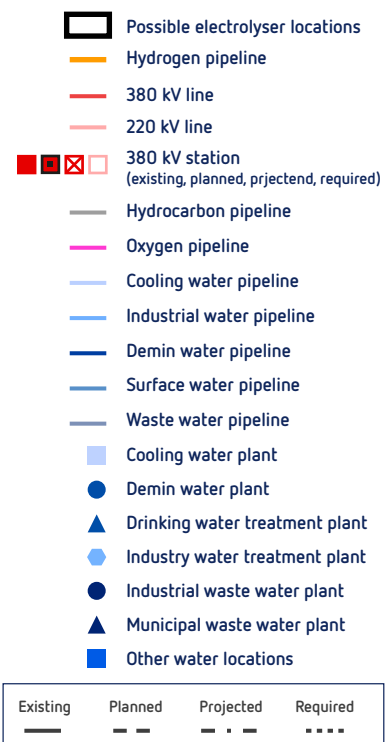 Possible electrolyser locations
Hydrogen pipeline
380 kV line
220 kV line
380 kV station
(existing, planned, prjectend, required)
Hydrocarbon pipeline
Oxygen pipeline
Cooling water pipeline
Industrial water pipeline
Demin water pipeline
Surface water pipeline
Waste water pipeline
Cooling water plant
Demin water plant
Drinking water treatment plant
Industry water treatment plant
Industrial waste water plant
Municipal waste water plant
Other water locations
Existing Planned Projected Required